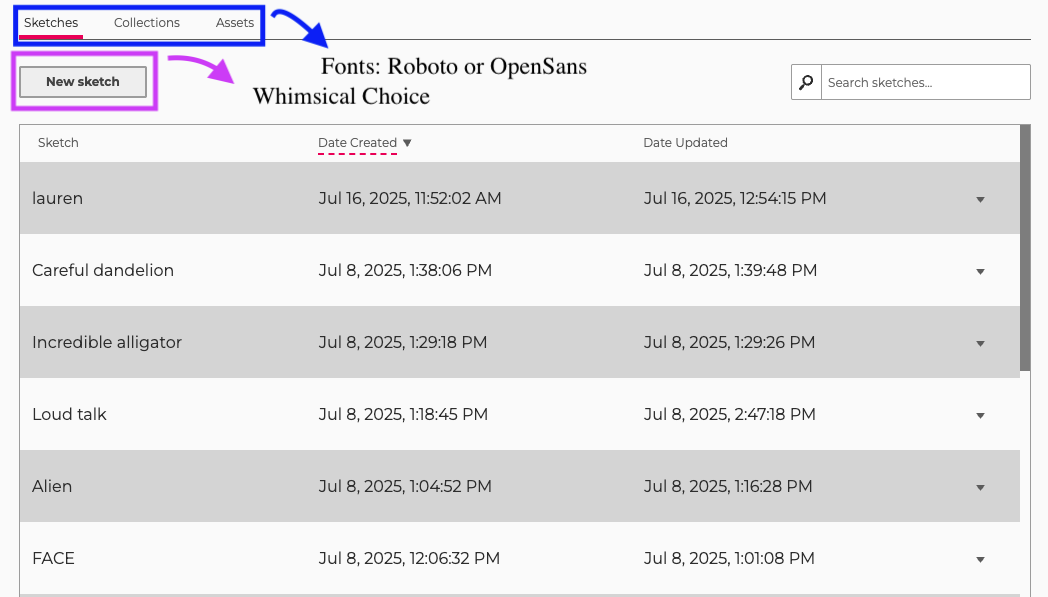 Sketches Collections Assets
Fonts: Roboto or OpenSans
New sketch
Whimsical Choice
Search sketches...
Sketch Date Created ▼ Date Updated
lauren Jul 16, 2025, 11:52:02 AM Jul 16, 2025, 12:54:15 PM
Careful dandelion Jul 8, 2025, 1:38:06 PM Jul 8, 2025, 1:39:48 PM
Incredible alligator Jul 8, 2025, 1:29:18 PM Jul 8, 2025, 1:29:26 PM
Loud talk Jul 8, 2025, 1:18:45 PM Jul 8, 2025, 2:47:18 PM
Alien Jul 8, 2025, 1:04:52 PM Jul 8, 2025, 1:16:28 PM
FACE Jul 8, 2025, 12:06:32 PM Jul 8, 2025, 1:01:08 PM